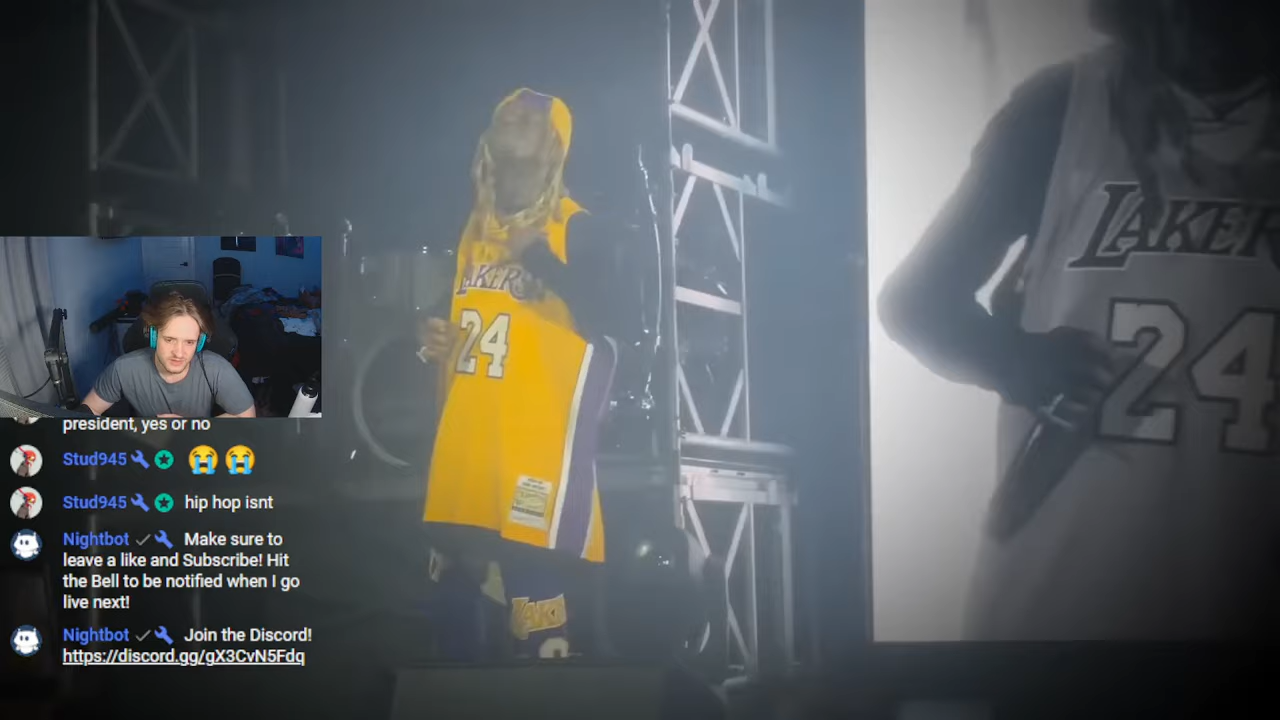 LAKERS
24
LAKER
24
president, yes or no
Stud945 😭😭
Stud945 hip hop isnt
Nightbot Make sure to
leave a like and Subscribe! Hit
the Bell to be notified when I go
live next!
Nightbot Join the Discord!
https://discord.gg/gX3CvN5Fdq